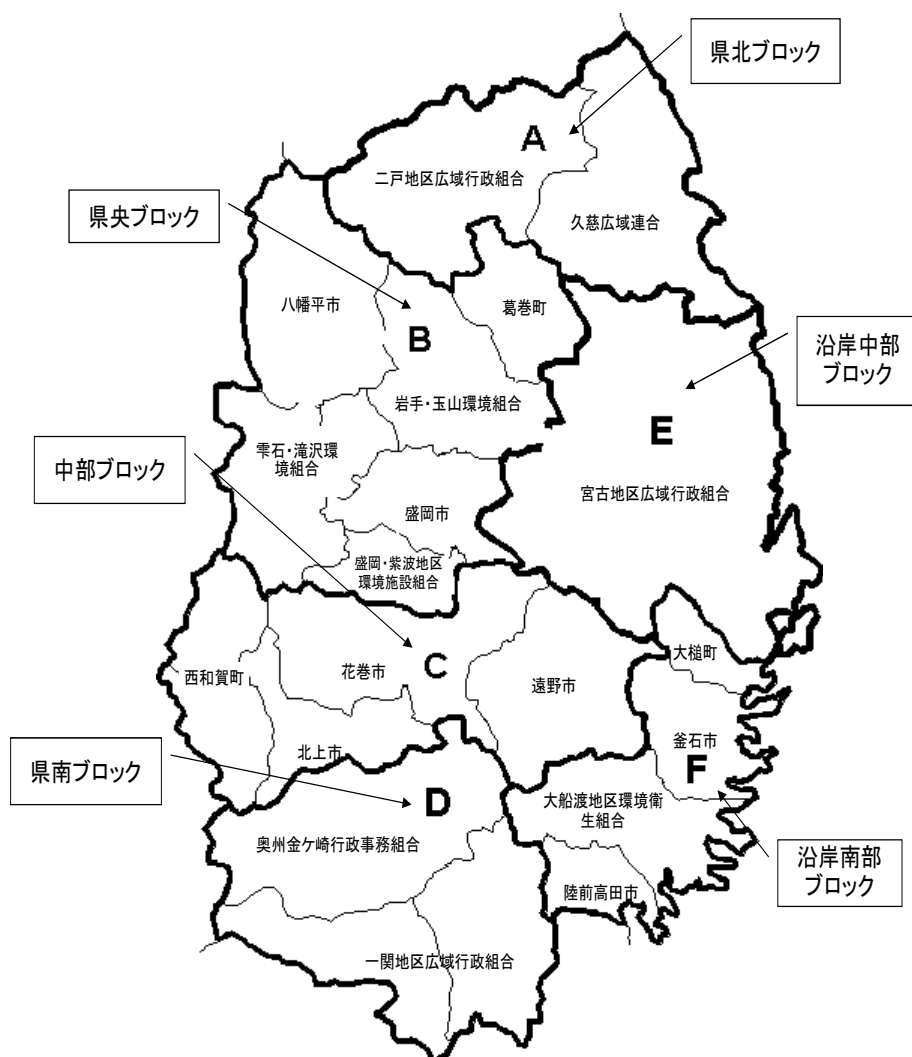 県北ブロック
A
二戸地区広域行政組合
久慈広域連合
県央ブロック
八幡平市
B
葛巻町
沿岸中部
ブロック
岩手・玉山環境組合
E
雫石・滝沢環
境組合
中部ブロック
宮古地区広域行政組合
盛岡市
盛岡・紫波地区
環境施設組合
大槌町
西和賀町
花巻市
C
遠野市
釜石市
北上市
F
県南ブロック
D
大船渡地区環境衛
生組合
奥州金ケ崎行政事務組合
沿岸南部
ブロック
陸前高田市
一関地区広域行政組合